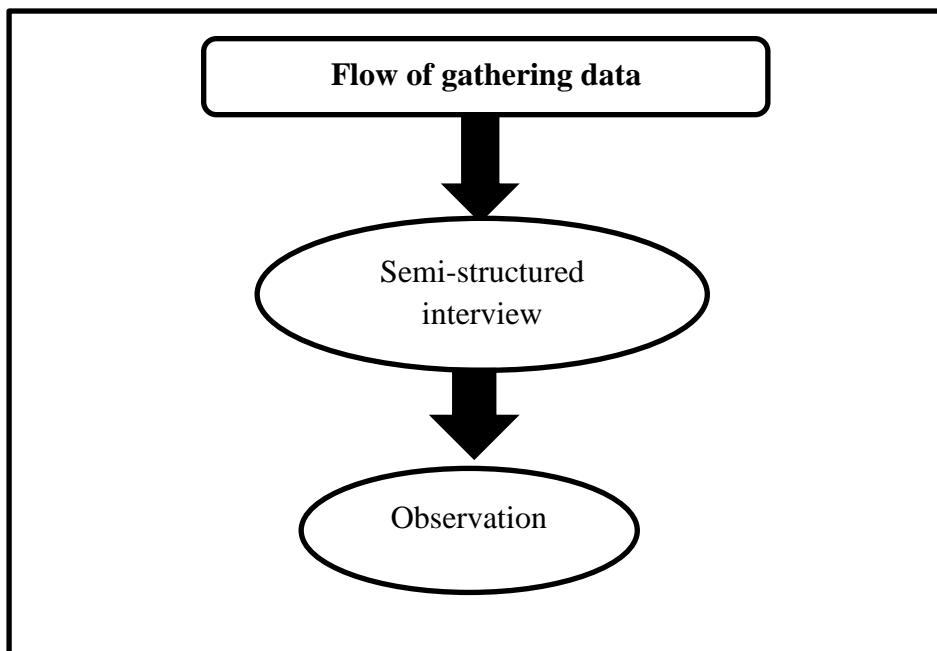 Flow of gathering data
Semi-structured
interview
Observation